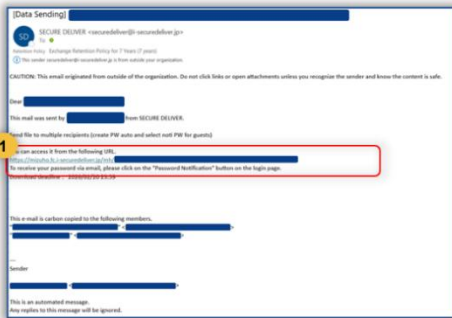 [Data Sending]
SD
SECURE DELIVER <securedeliver@i-securedeliver.jp>
To
Retention Policy Exchange Retention Policy for 7 Years (7 years)
The sender securedeliver@i-securedeliver.jp is from outside your organization.
CAUTION: This email originated from outside of the organization. Do not click links or open attachments unless you recognize the sender and know the content is safe.
Dear
This mail was sent by from SECURE DELIVER.
Send file to multiple recipients (create PW auto and select noti PW for guests)
1
You can access it from the following URL.
To receive your password via email, please click on the "Password Notification" button on the login page.
Download deadline :
This e-mail is carbon copied to the following members.
" " < >
" " < >
---
Sender
< >
This is an automated message.
Any replies to this message will be ignored.